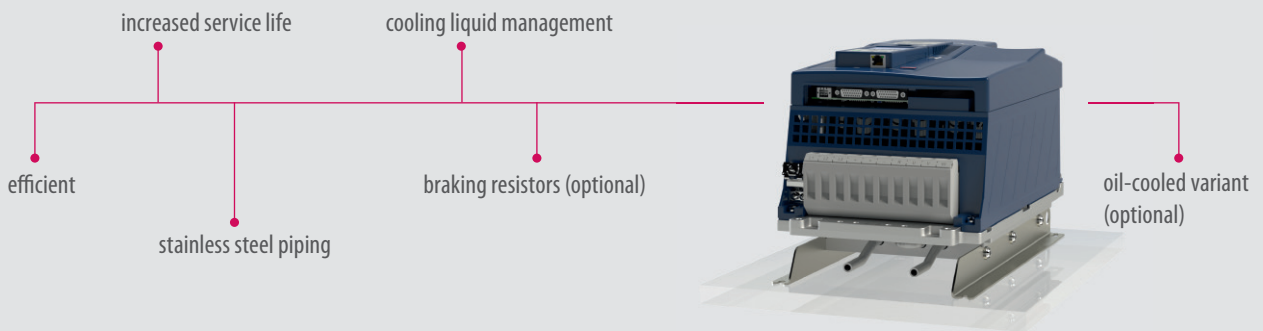 increased service life
cooling liquid management
efficient
braking resistors (optional)
oil-cooled variant
(optional)
stainless steel piping